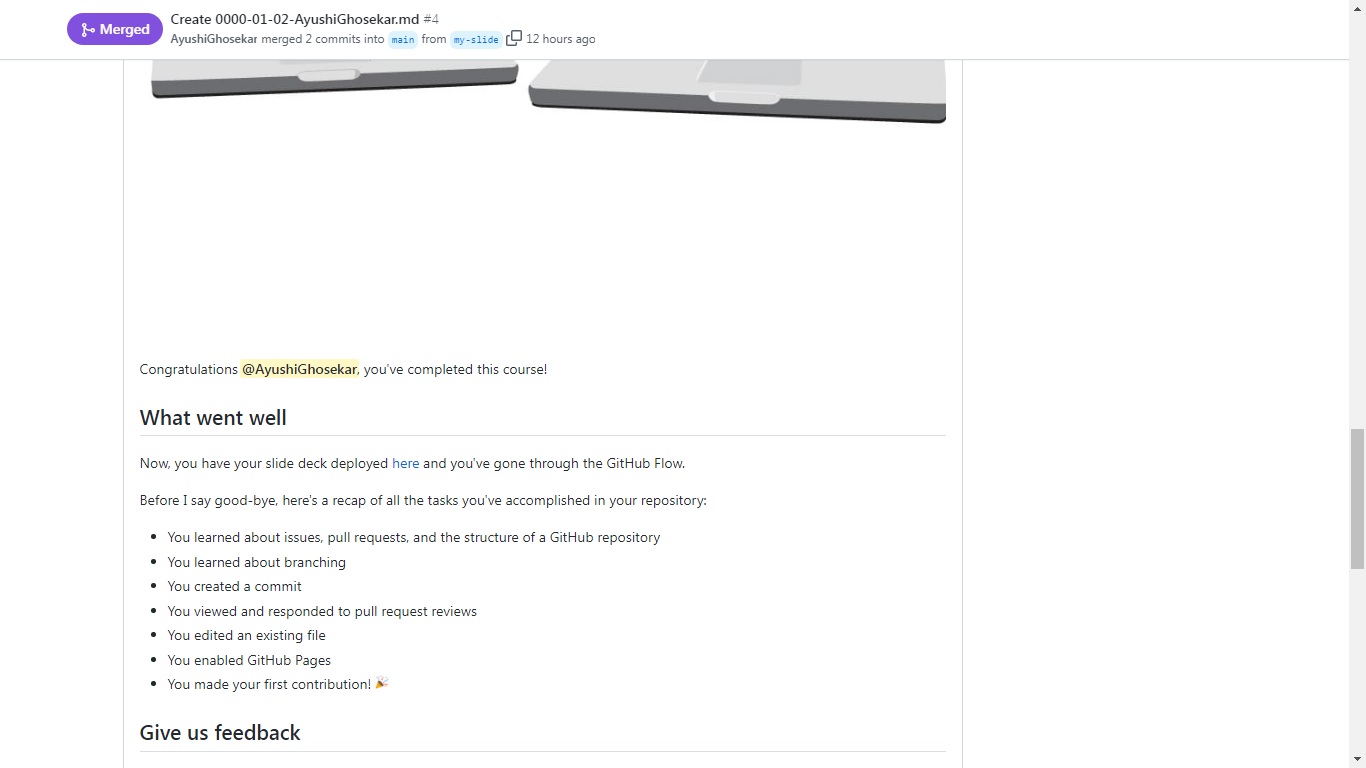 Merged
Create 0000-01-02-AyushiGhosekar.md #4
AyushiGhosekar merged 2 commits into main from my-slide 12 hours ago
Congratulations @AyushiGhosekar, you've completed this course!
What went well
Now, you have your slide deck deployed here and you've gone through the GitHub Flow.
Before I say good-bye, here's a recap of all the tasks you've accomplished in your repository:
• You learned about issues, pull requests, and the structure of a GitHub repository
• You learned about branching
• You created a commit
• You viewed and responded to pull request reviews
• You edited an existing file
• You enabled GitHub Pages
• You made your first contribution! 🎉
Give us feedback